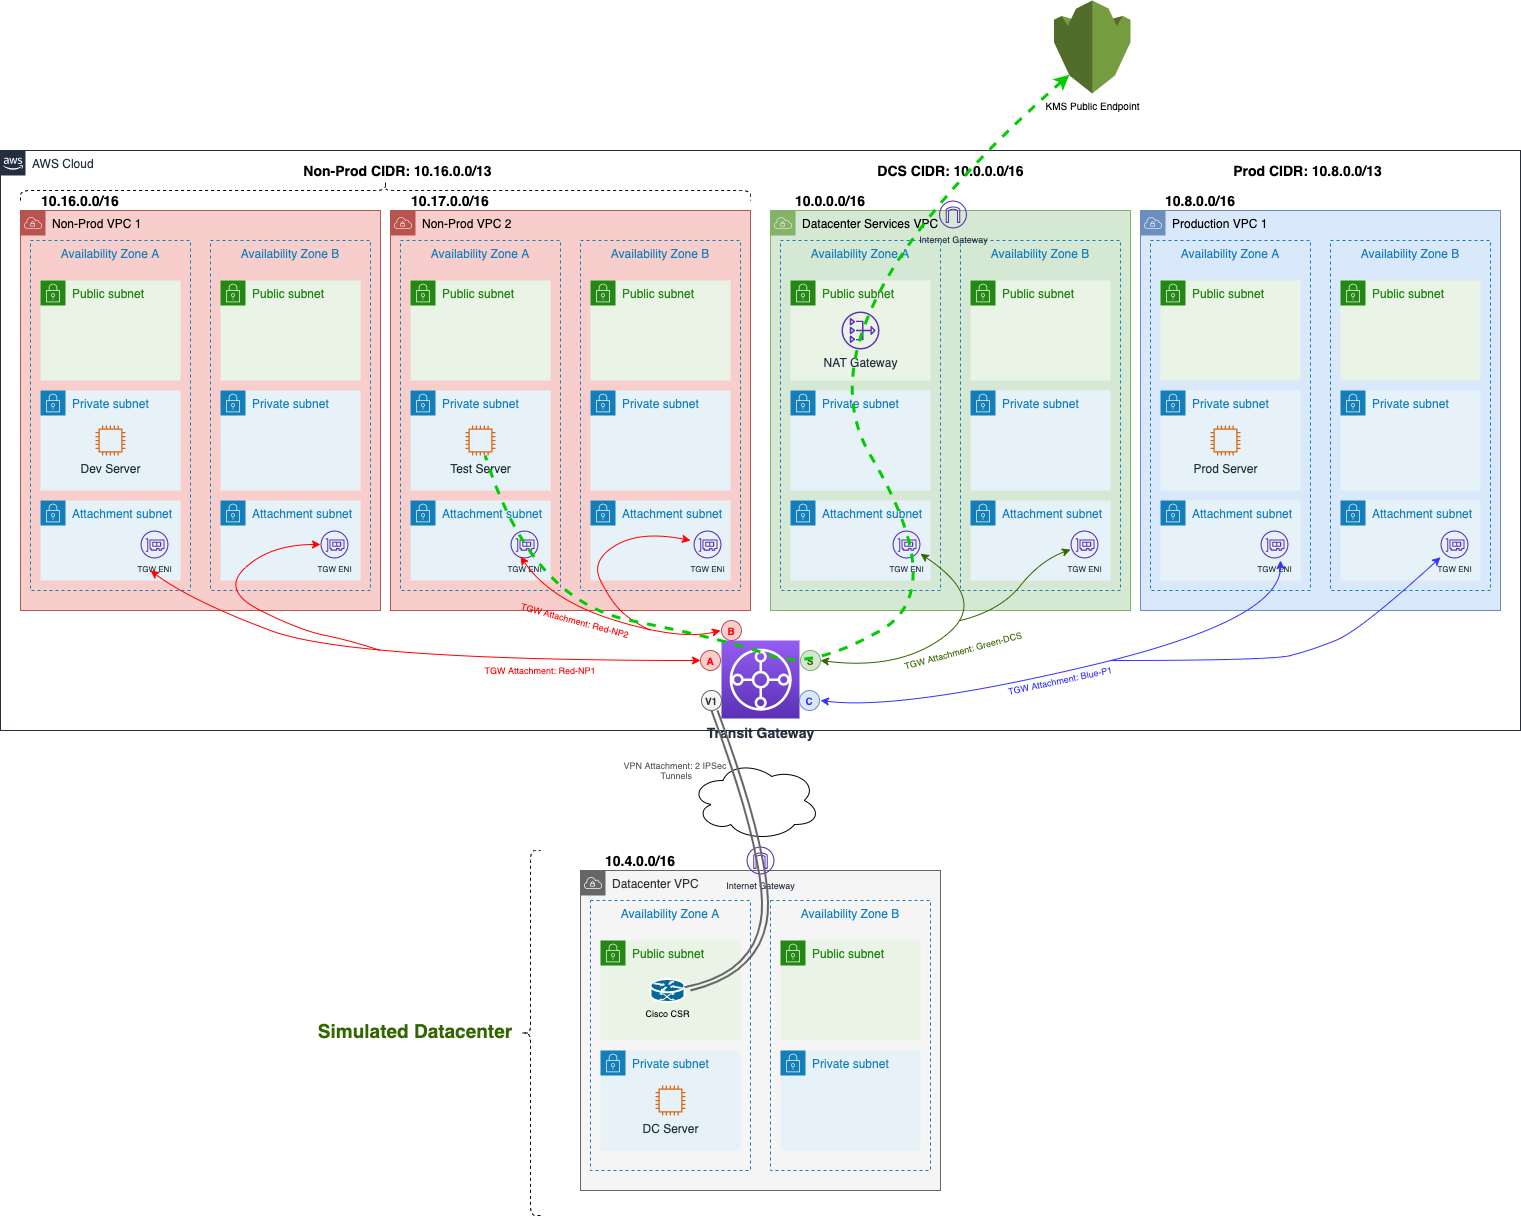 KMS Public Endpoint
aws
AWS Cloud
Non-Prod CIDR: 10.16.0.0/13
DCS CIDR: 10.0.0.0/16
Prod CIDR: 10.8.0.0/13
10.16.0.0/16
10.17.0.0/16
10.0.0.0/16
10.8.0.0/16
Non-Prod VPC 1
Non-Prod VPC 2
Datacenter Services VPC
Internet Gateway
Production VPC 1
Availability Zone A
Availability Zone B
Availability Zone A
Availability Zone B
Availability Zone A
Availability Zone B
Availability Zone A
Availability Zone B
Public subnet
Public subnet
Public subnet
Public subnet
Public subnet
Public subnet
Public subnet
Public subnet
NAT Gateway
Private subnet
Private subnet
Private subnet
Private subnet
Private subnet
Private subnet
Private subnet
Private subnet
Dev Server
Test Server
Prod Server
Attachment subnet
Attachment subnet
Attachment subnet
Attachment subnet
Attachment subnet
Attachment subnet
Attachment subnet
Attachment subnet
TGW ENI
TGW ENI
TGW ENI
TGW ENI
TGW ENI
TGW ENI
TGW ENI
TGW ENI
TGW Attachment: Red-NP2
B
TGW Attachment: Red-NP1
A
S
TGW Attachment: Green-DCS
TGW Attachment: Blue-P1
V1
C
Transit Gateway
VPN Attachment: 2 IPSec
Tunnels
10.4.0.0/16
Datacenter VPC
Internet Gateway
Availability Zone A
Availability Zone B
Public subnet
Public subnet
Cisco CSR
Simulated Datacenter
Private subnet
Private subnet
DC Server